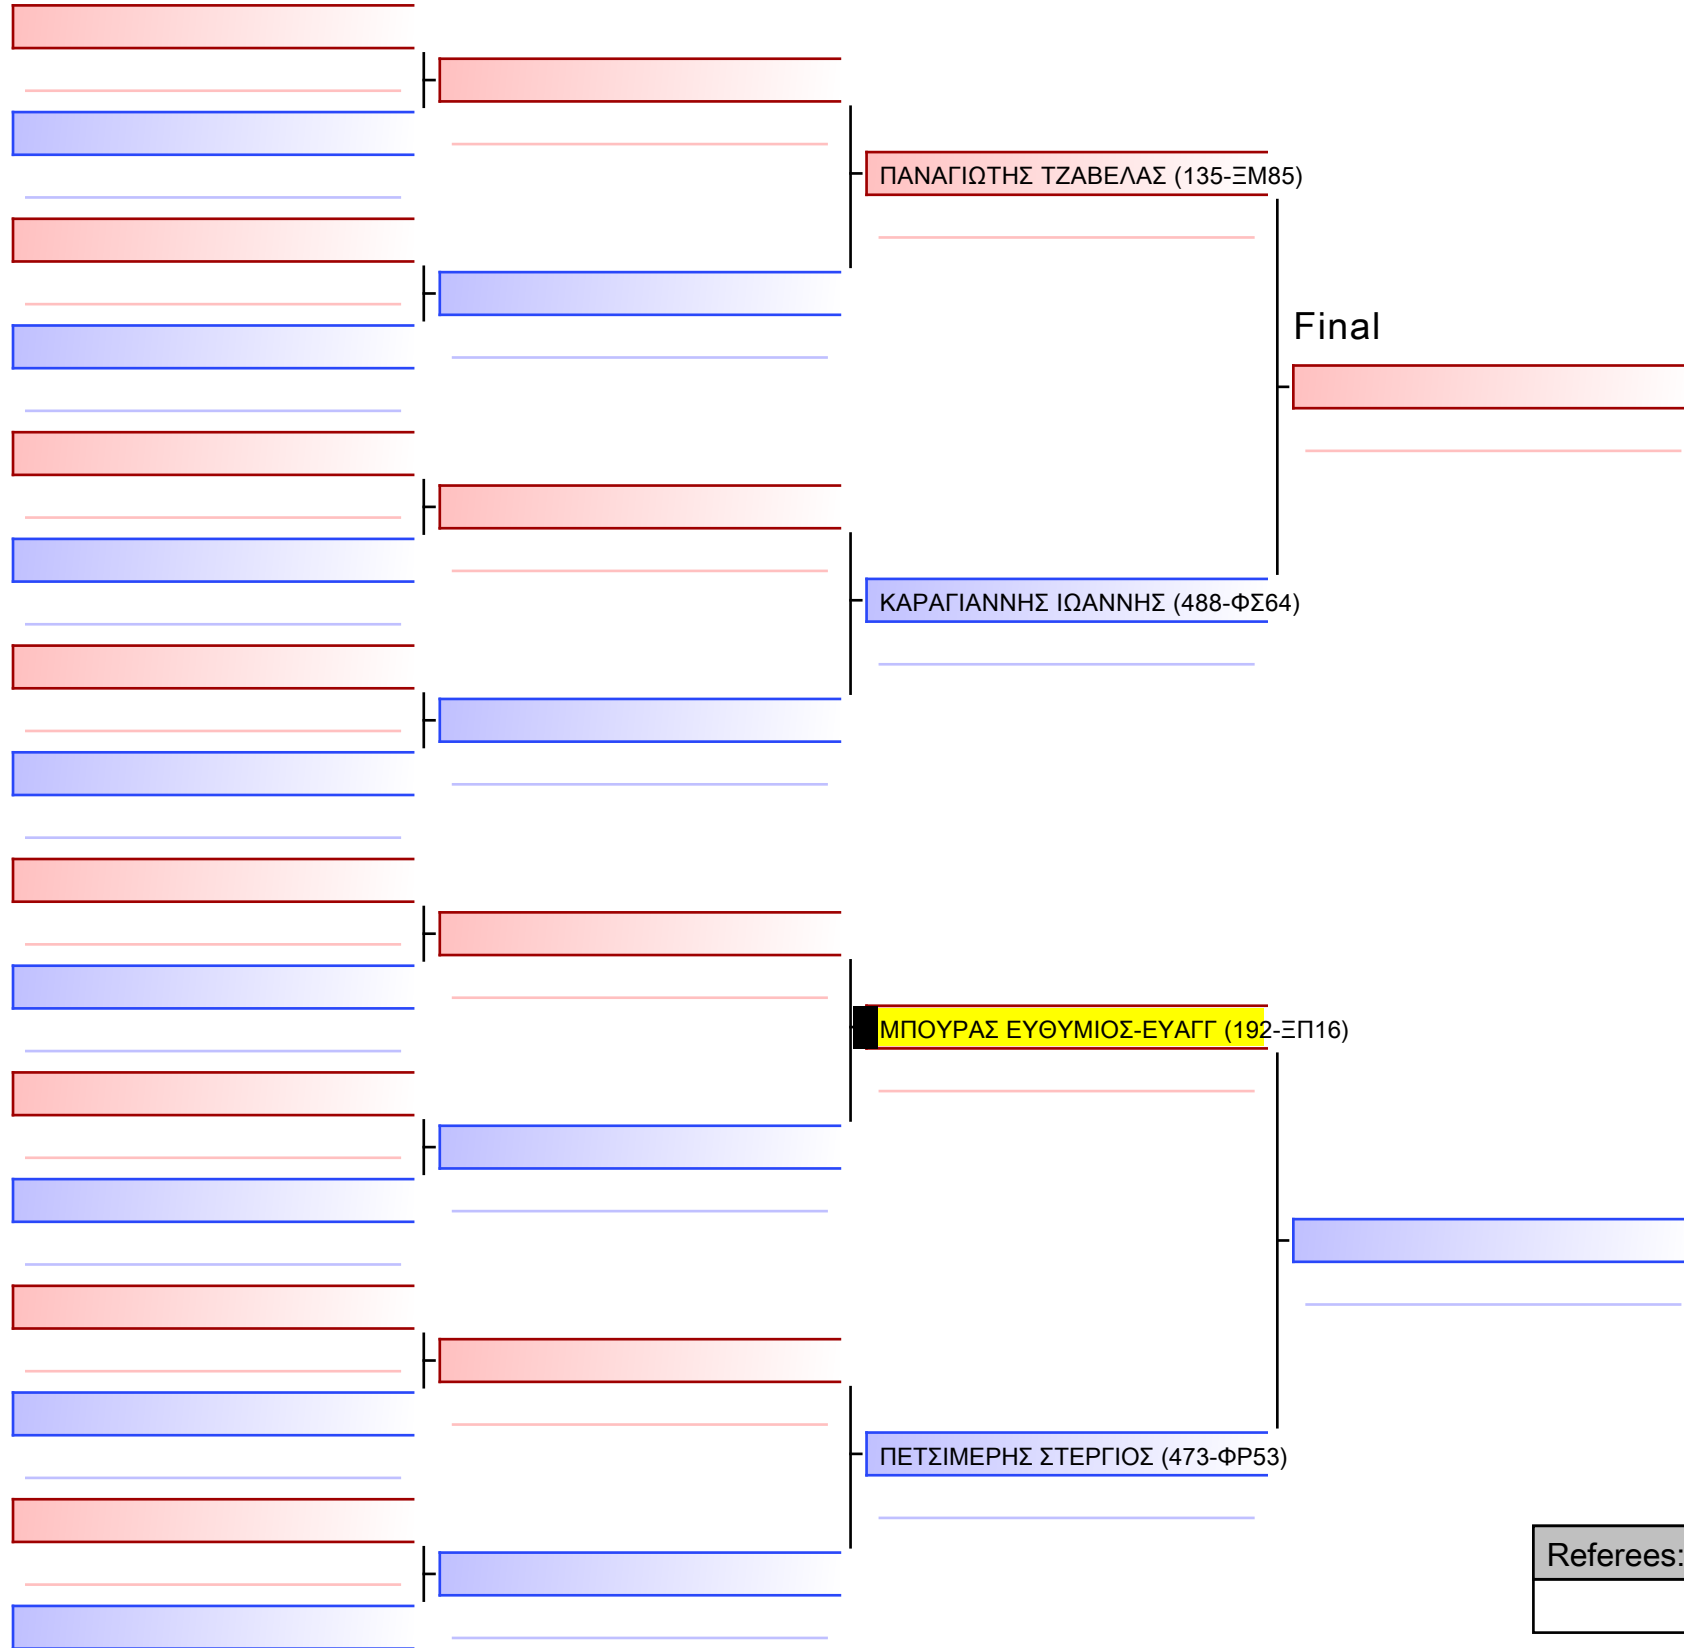 ΠΑΝΑΓΙΩΤΗΣ ΤΖΑΒΕΛΑΣ (135-ΞΜ85)
Final
ΚΑΡΑΓΙΑΝΝΗΣ ΙΩΑΝΝΗΣ (488-ΦΣ64)
ΜΠΟΥΡΑΣ ΕΥΘΥΜΙΟΣ-ΕΥΑΓΓ (192-ΞΠ16)
ΠΕΤΣΙΜΕΡΗΣ ΣΤΕΡΓΙΟΣ (473-ΦΡ53)
Referees: